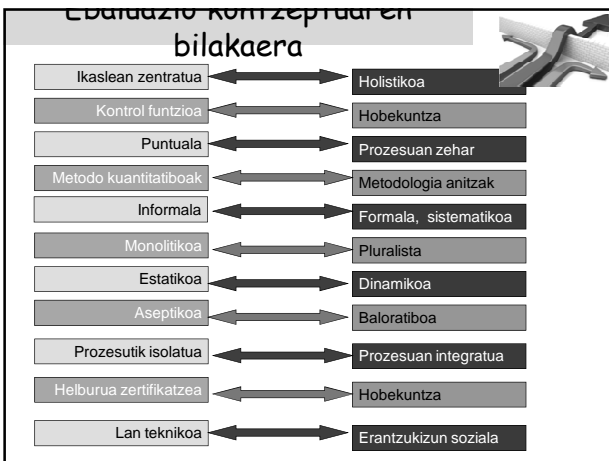 Ebaluazio kontzeptuaren
bilakaera
Ikaslean zentratua
Holistikoa
Kontrol funtzioa
Hobekuntza
Puntuala
Prozesuan zehar
Metodo kuantitatiboak
Metodologia anitzak
Informala
Formala, sistematikoa
Monolitikoa
Pluralista
Estatikoa
Dinamikoa
Aseptikoa
Baloratiboa
Prozesutik isolatua
Prozesuan integratua
Helburua zertifikatzea
Hobekuntza
Lan teknikoa
Erantzukizun soziala